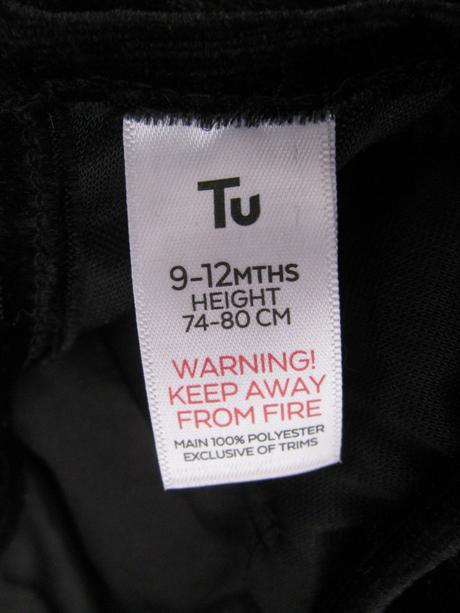 Tu
9-12MTHS
HEIGHT
74-80 CM
WARNING!
KEEP AWAY
FROM FIRE
MAIN 100% POLYESTER
EXCLUSIVE OF TRIMS